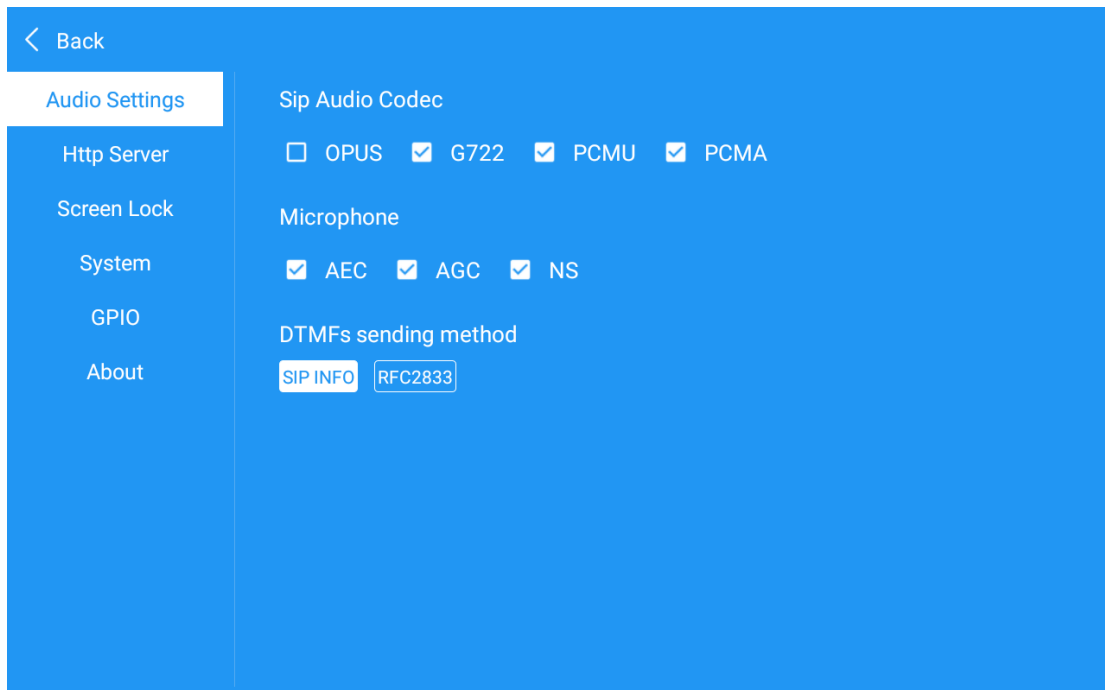 Back
Audio Settings
Http Server
Screen Lock
System
GPIO
About
Sip Audio Codec
OPUS G722 PCMU PCMA
Microphone
AEC AGC NS
DTMFs sending method
SIP INFO RFC2833